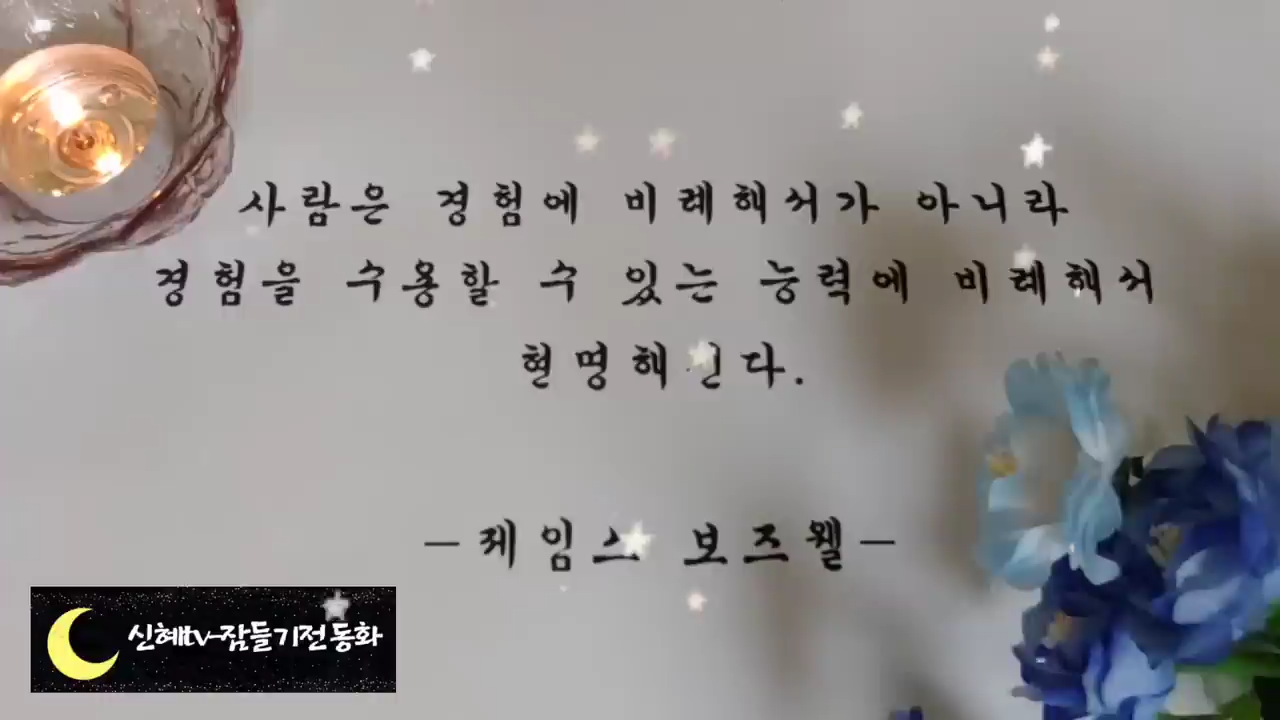 사람은 경험에 비례해서가 아니라
경험을 수용할 수 있는 능력에 비례해서
현명해진다.
-제임스 보즈웰-
신혜tv-잠들기전동화